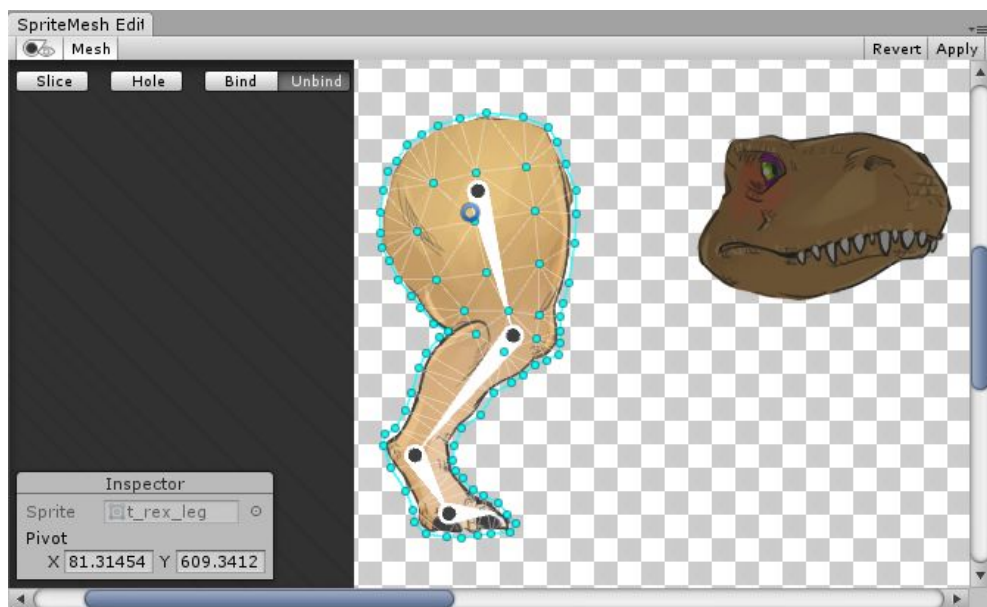 SpriteMesh Edit
Mesh
Revert Apply
Slice Hole Bind Unbind
Inspector
Sprite t_rex_leg
Pivot
X 81.31454 Y 609.3412